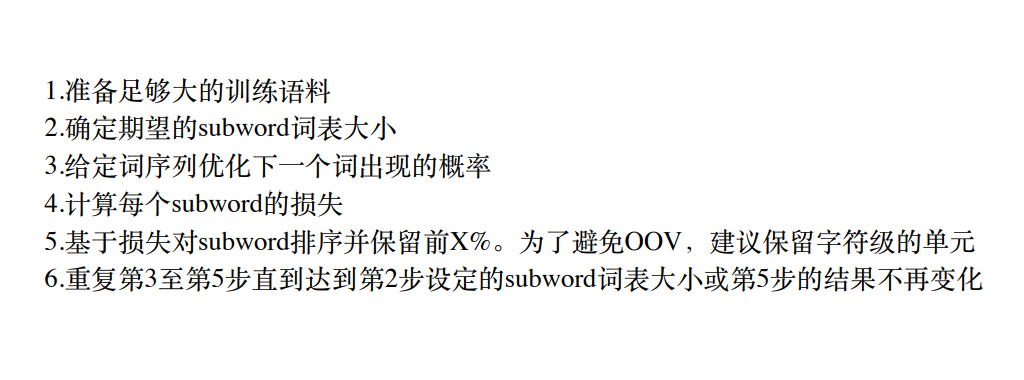 1.准备足够大的训练语料
2.确定期望的subword词表大小
3.给定词序列优化下一个词出现的概率
4.计算每个subword的损失
5.基于损失对subword排序并保留前X%。为了避免OOV，建议保留字符级的单元
6.重复第3至第5步直到达到第2步设定的subword词表大小或第5步的结果不再变化